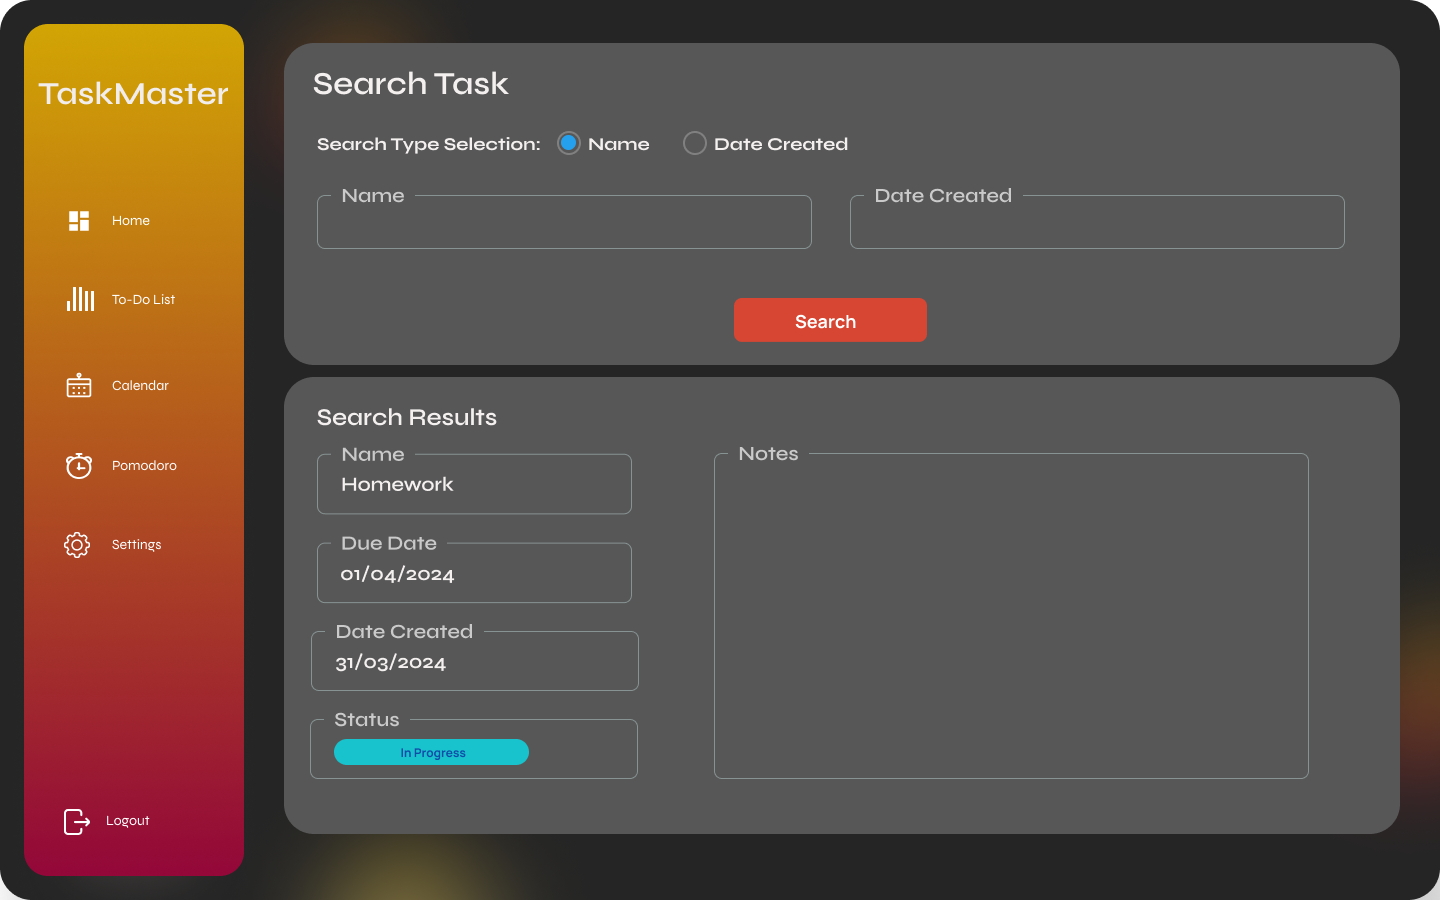 TaskMaster
Home
To-Do List
Calendar
Pomodoro
Settings
Logout
Search Task
Search Type Selection: Name Date Created
Name Date Created
Search
Search Results
Name
Homework
Due Date
01/04/2024
Date Created
31/03/2024
Status
In Progress
Notes